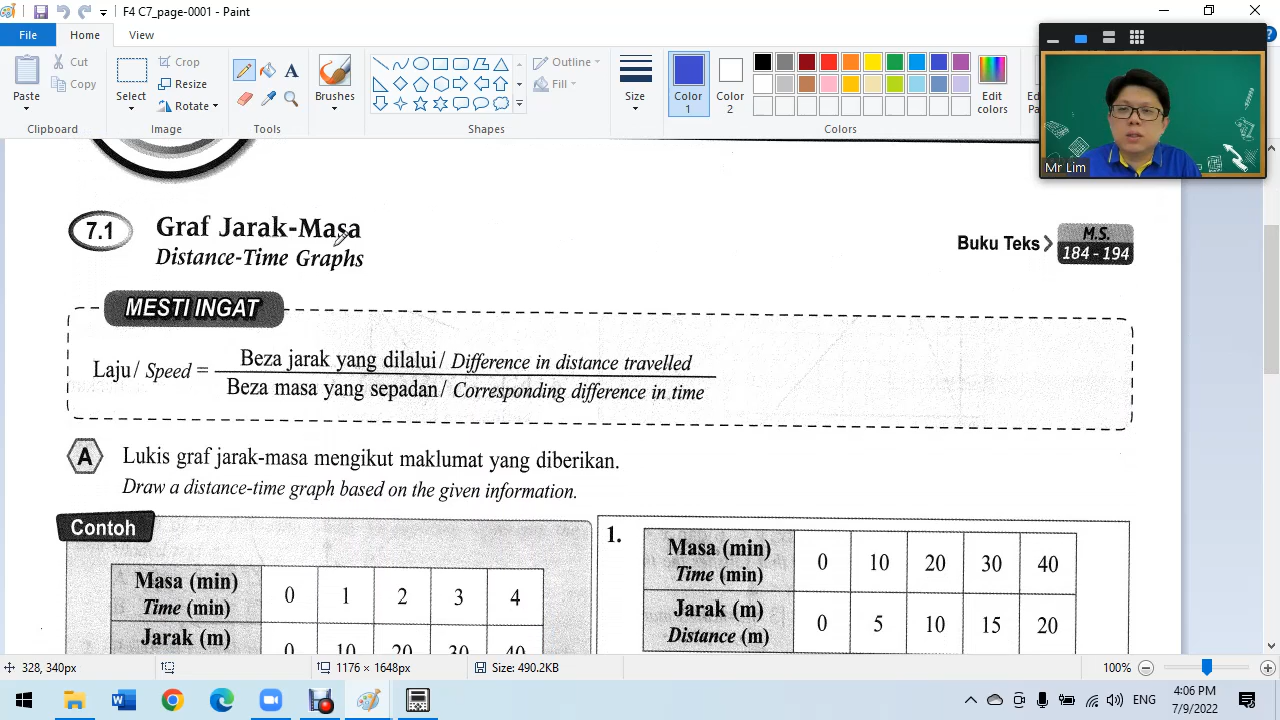 F4 C7_page-0001 - Paint
File Home View
Paste Cut Copy Clipboard
Select Crop Resize Rotate Image
Tools
Brushes
Outline Fill Shapes
Size
Color 1 Color 2 Edit colors Colors
Mr Lim
7.1 Graf Jarak-Masa
Distance-Time Graphs
Buku Teks M.S. 184 - 194
MESTI INGAT
Laju/ Speed = Beza jarak yang dilalui/ Difference in distance travelled
Beza masa yang sepadan/ Corresponding difference in time
A Lukis graf jarak-masa mengikut maklumat yang diberikan.
Draw a distance-time graph based on the given information.
Contoh
Masa (min) Time (min) 0 1 2 3 4
Jarak (m) 0 10 20 30 40
1.
Masa (min) Time (min) 0 10 20 30 40
Jarak (m) Distance (m) 0 5 10 15 20
328, 340px 1176 × 1648px Size: 490.2KB 100%
ENG 4:06 PM
7/9/2022